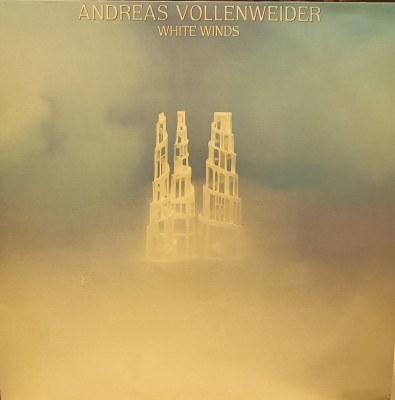 ANDREAS VOLLENWEIDER
WHITE WINDS